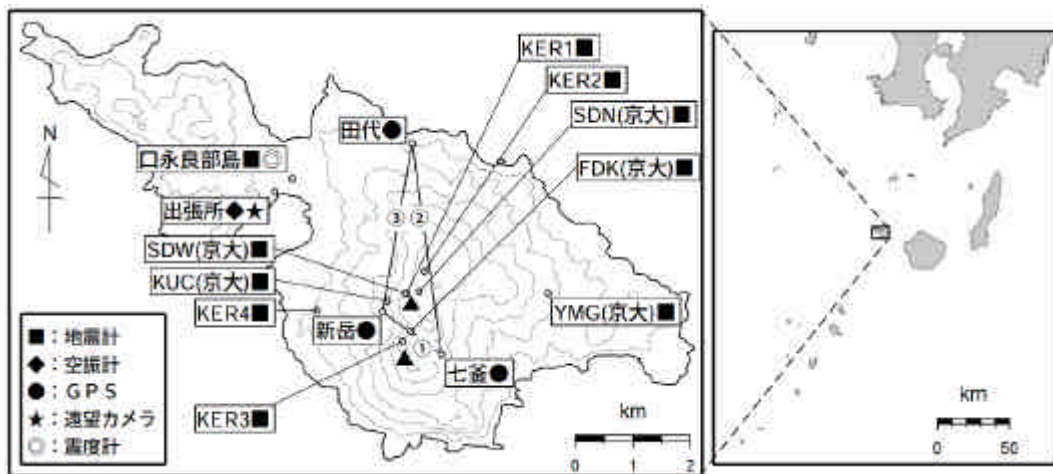 KER1■
KER2■
SDN(京大)■
田代●
FDK(京大)■
N
口永良部島■◎
出張所◆★
③ ②
SDW(京大)■
KUC(京大)■
KER4■
新岳●
YMG(京大)■
①
七釜●
KER3■
■：地震計
◆：空振計
●：GPS
★：遠望カメラ
◎：震度計
km
0 1 2
km
0 50